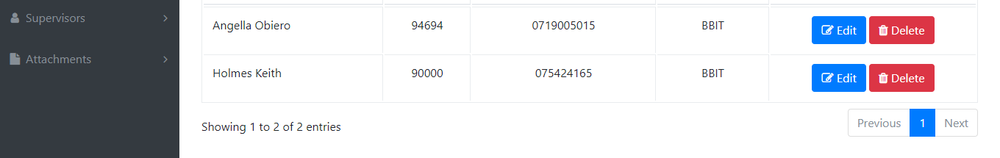 Supervisors
Attachments
Angella Obiero 94694 0719005015 BBIT Edit Delete
Holmes Keith 90000 075424165 BBIT Edit Delete
Showing 1 to 2 of 2 entries
Previous 1 Next